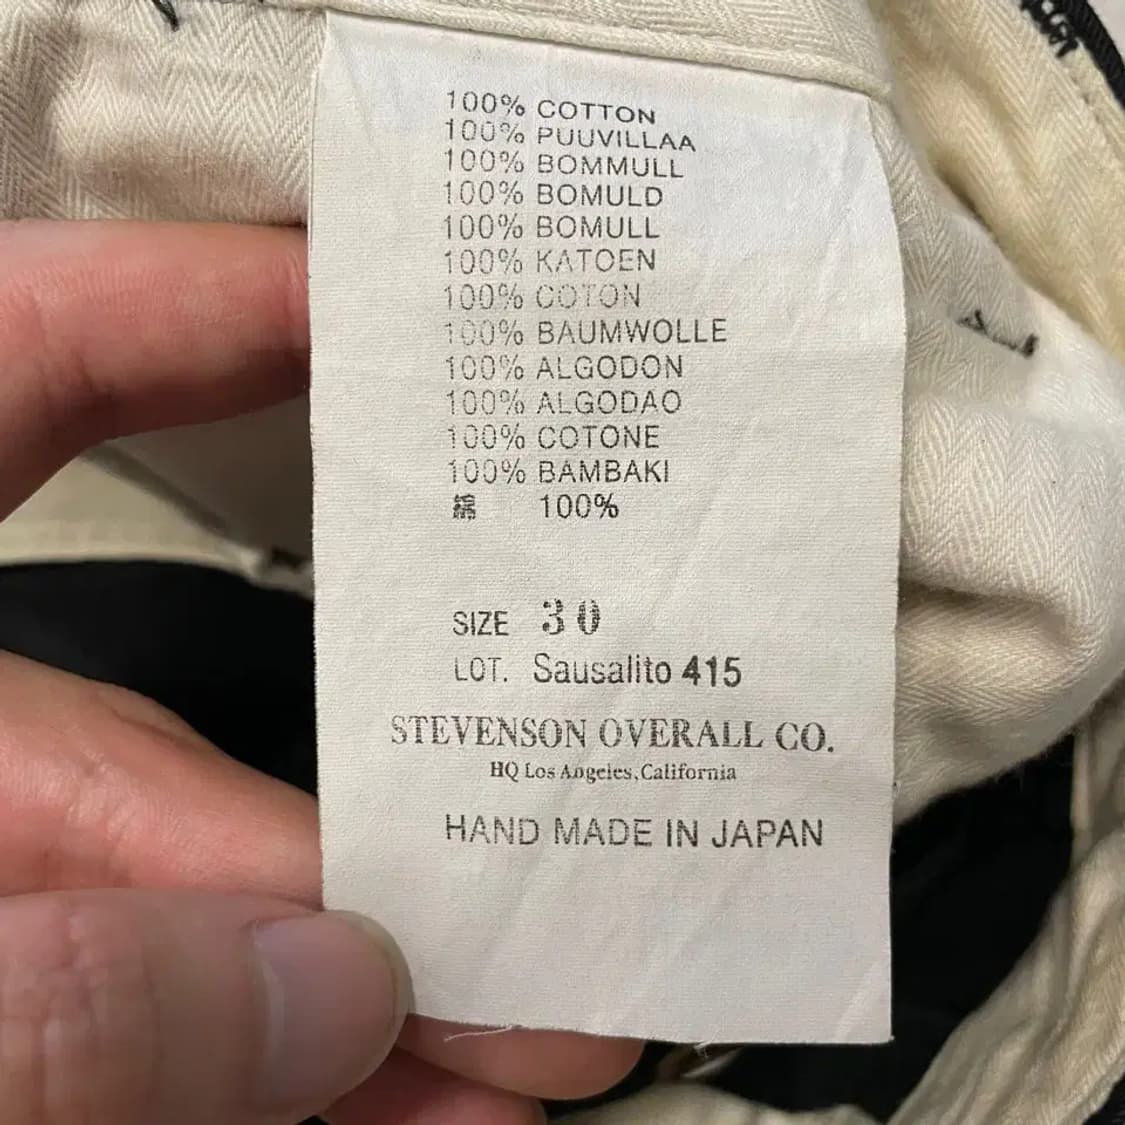 100% COTTON
100% PUUVILLAA
100% BOMMULL
100% BOMULD
100% BOMULL
100% KATOEN
100% COTON
100% BAUMWOLLE
100% ALGODON
100% ALGODAO
100% COTONE
100% BAMBAKI
綿 100%
SIZE 30
LOT. Sausalito 415
STEVENSON OVERALL CO.
HQ Los Angeles,California
HAND MADE IN JAPAN